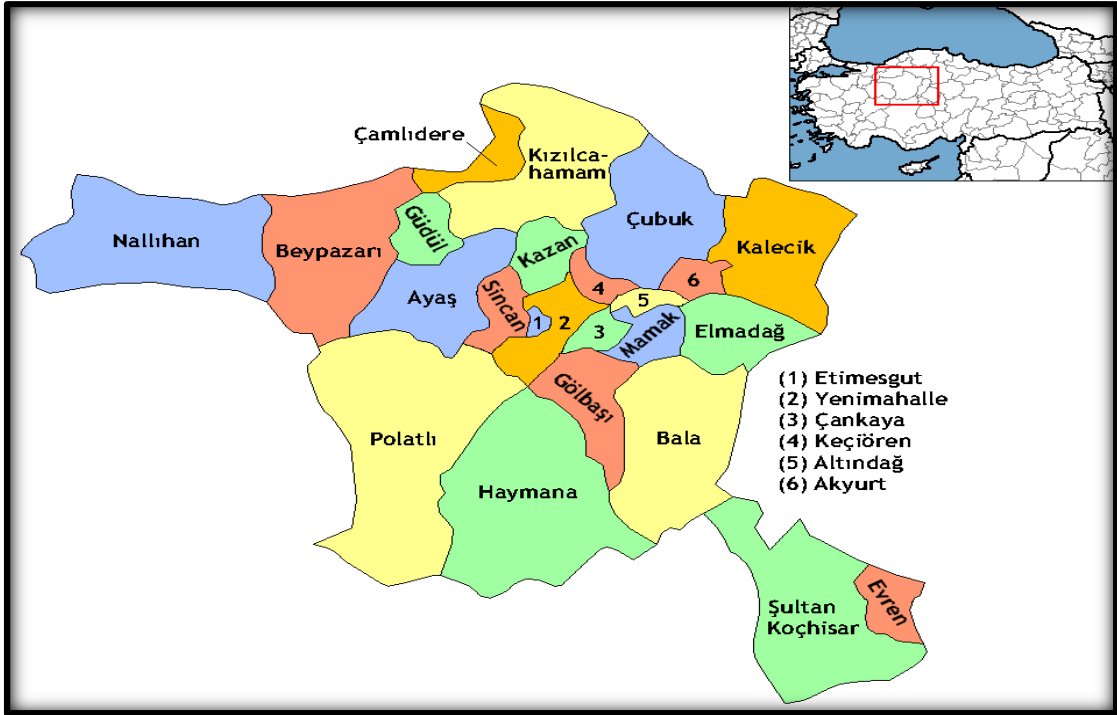 Çamlıdere
Kızılca-
hamam
Nallıhan
Beypazarı
Güdül
Çubuk
Kalecik
Kazan
Ayaş
Sincan
4
6
5
1
2
3
Mamak
Elmadağ
Gölbaşı
Polatlı
Bala
Haymana
(1) Etimesgut
(2) Yenimahalle
(3) Çankaya
(4) Keçiören
(5) Altındağ
(6) Akyurt
Şultan
Koçhisar
Evren